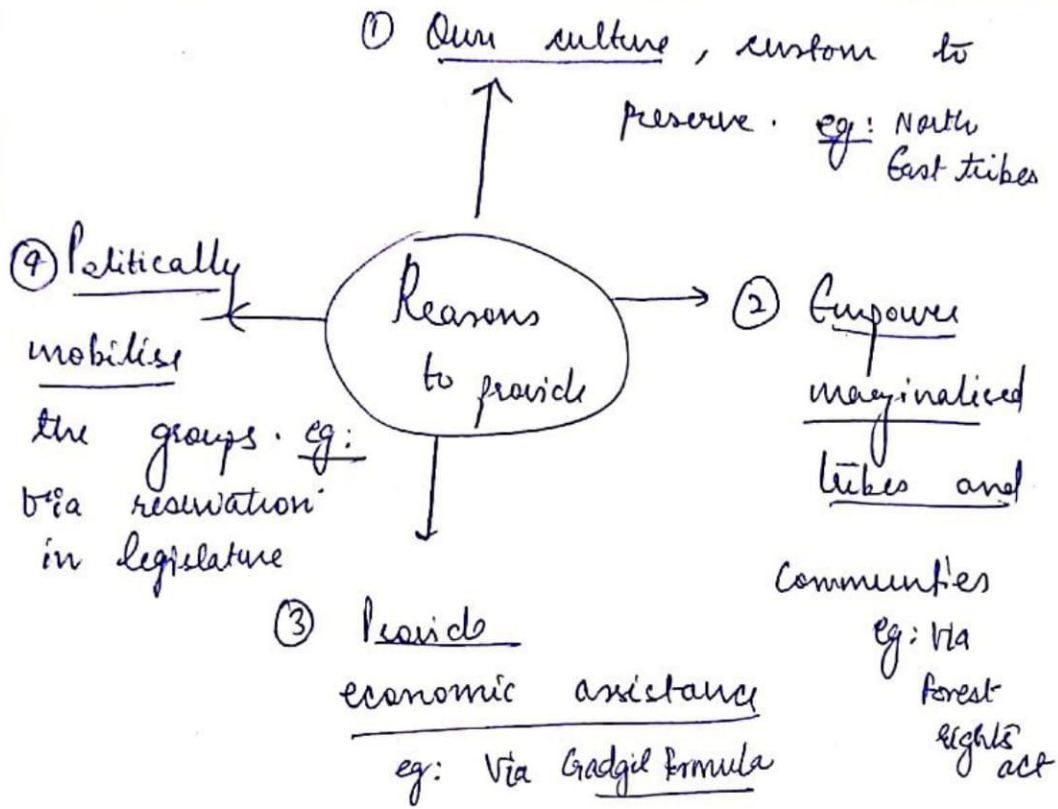 ① Own culture, custom to
preserve. eg: North
East tribes
Reasons
to provide
② Empower
marginalised
tribes and
Communties
eg: Via
Forest
rights
act
③ Provide
economic assistance
eg: Via Gadgil formula
④ Politically
mobilise
the groups. eg:
via reservation
in legislature